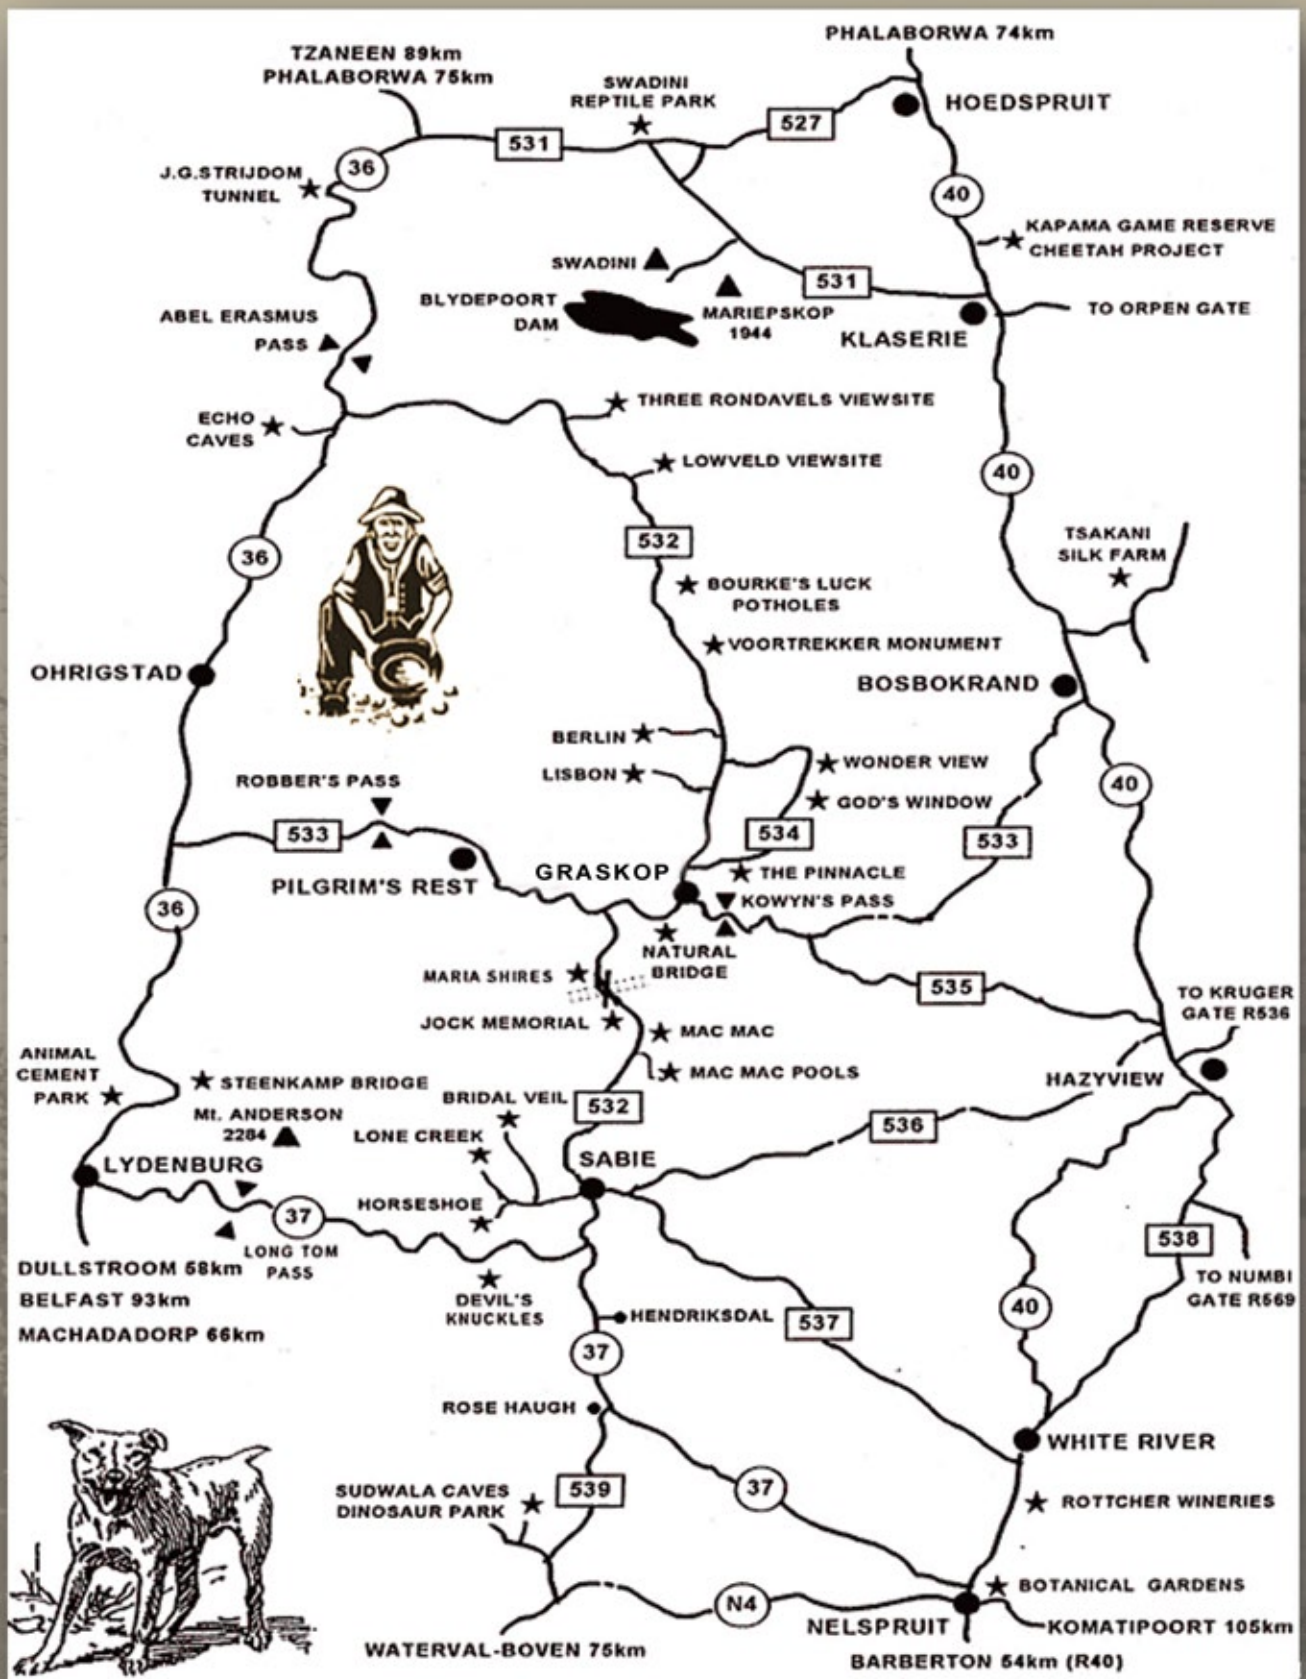 PHALABORWA 74km
TZANEEN 89km
PHALABORWA 75km
SWADINI
REPTILE PARK
HOEDSPRUIT
527
531
36
J.G.STRIJDOM
TUNNEL
40
KAPAMA GAME RESERVE
CHEETAH PROJECT
SWADINI
531
BLYDEPOORT
DAM
MARIEPSKOP
1944
TO ORPEN GATE
KLASERIE
ABEL ERASMUS
PASS
THREE RONDAVELS VIEWSITE
ECHO
CAVES
LOWVELD VIEWSITE
40
532
TSAKANI
SILK FARM
36
BOURKE'S LUCK
POTHOLES
VOORTREKKER MONUMENT
OHRIGSTAD
BOSBOKRAND
BERLIN
WONDER VIEW
LISBON
ROBBER'S PASS
40
GOD'S WINDOW
533
534
533
GRASKOP
THE PINNACLE
PILGRIM'S REST
KOWYN'S PASS
36
NATURAL
BRIDGE
MARIA SHIRES
535
TO KRUGER
GATE R536
JOCK MEMORIAL
MAC MAC
ANIMAL
CEMENT
PARK
MAC MAC POOLS
HAZYVIEW
STEENKAMP BRIDGE
BRIDAL VEIL
532
Mt. ANDERSON
2284
536
LONE CREEK
LYDENBURG
SABIE
HORSESHOE
37
538
LONG TOM
PASS
DULLSTROOM 58km
TO NUMBI
GATE R569
BELFAST 93km
DEVIL'S
KNUCKLES
40
HENDRIKSDAL
537
MACHADADORP 66km
37
ROSE HAUGH
WHITE RIVER
37
539
SUDWALA CAVES
DINOSAUR PARK
ROTTCHER WINERIES
BOTANICAL GARDENS
N4
NELSPRUIT
KOMATIPOORT 105km
WATERVAL-BOVEN 75km
BARBERTON 54km (R40)